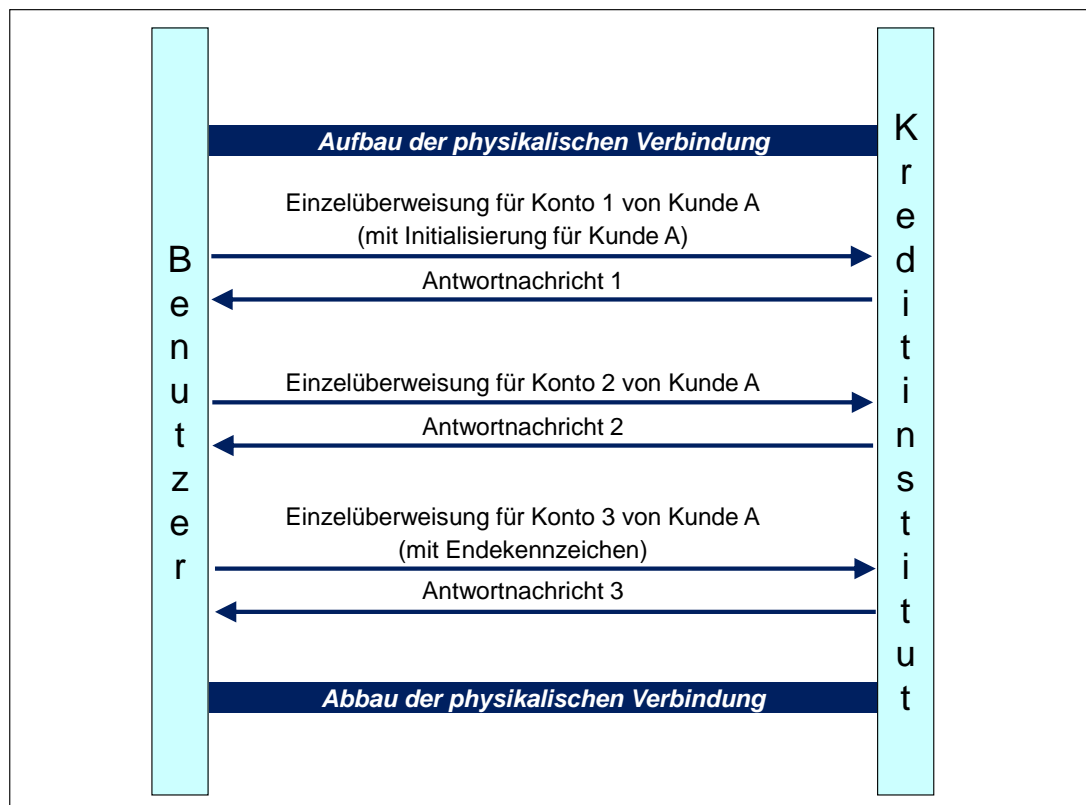 Benutzer
Kreditinstitut
Aufbau der physikalischen Verbindung
Einzelüberweisung für Konto 1 von Kunde A
(mit Initialisierung für Kunde A)
Antwortnachricht 1
Einzelüberweisung für Konto 2 von Kunde A
Antwortnachricht 2
Einzelüberweisung für Konto 3 von Kunde A
(mit Endekennzeichen)
Antwortnachricht 3
Abbau der physikalischen Verbindung